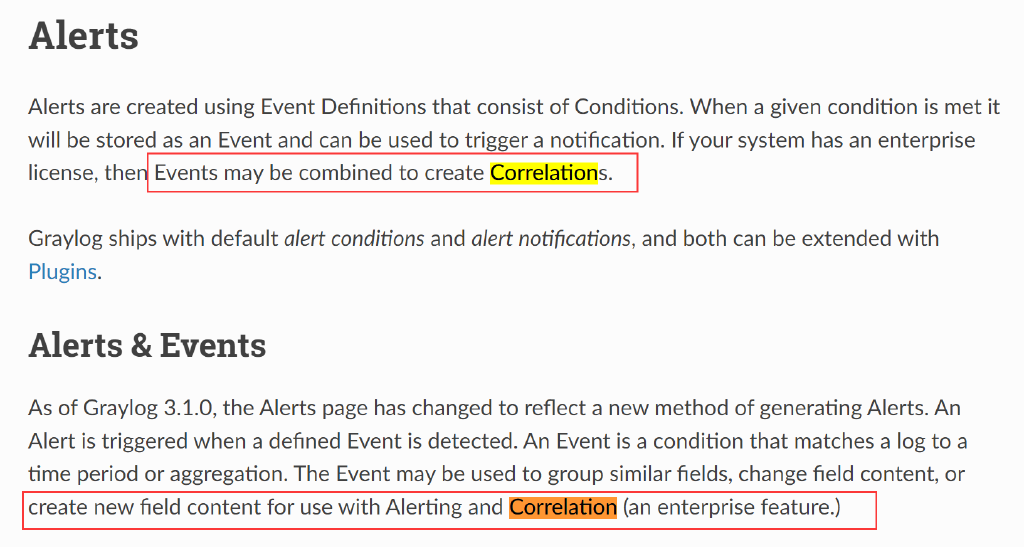 Alerts
Alerts are created using Event Definitions that consist of Conditions. When a given condition is met it
will be stored as an Event and can be used to trigger a notification. If your system has an enterprise
license, then Events may be combined to create Correlations.
Graylog ships with default alert conditions and alert notifications, and both can be extended with
Plugins.
Alerts & Events
As of Graylog 3.1.0, the Alerts page has changed to reflect a new method of generating Alerts. An
Alert is triggered when a defined Event is detected. An Event is a condition that matches a log to a
time period or aggregation. The Event may be used to group similar fields, change field content, or
create new field content for use with Alerting and Correlation (an enterprise feature.)